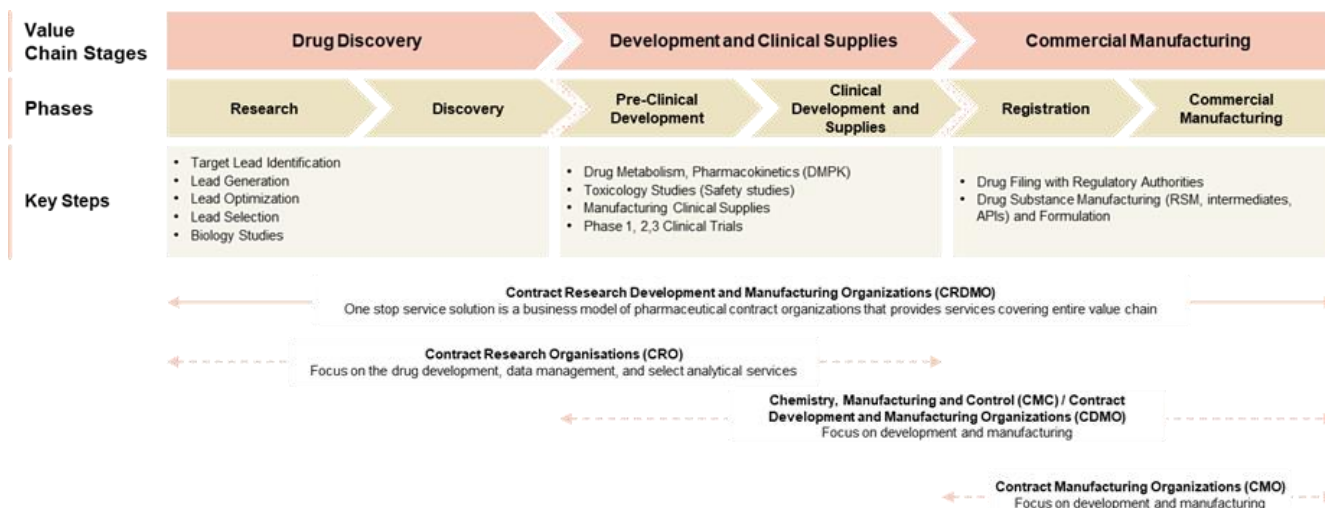 Value
Chain Stages
Drug Discovery
Development and Clinical Supplies
Commercial Manufacturing
Phases
Research
Discovery
Pre-Clinical
Development
Clinical
Development and
Supplies
Registration
Commercial
Manufacturing
Key Steps
• Target Lead Identification
• Lead Generation
• Lead Optimization
• Lead Selection
• Biology Studies
• Drug Metabolism, Pharmacokinetics (DMPK)
• Toxicology Studies (Safety studies)
• Manufacturing Clinical Supplies
• Phase 1, 2,3 Clinical Trials
• Drug Filing with Regulatory Authorities
• Drug Substance Manufacturing (RSM, intermediates,
APIs) and Formulation
Contract Research Development and Manufacturing Organizations (CRDMO)
One stop service solution is a business model of pharmaceutical contract organizations that provides services covering entire value chain
Contract Research Organisations (CRO)
Focus on the drug development, data management, and select analytical services
Chemistry, Manufacturing and Control (CMC) / Contract
Development and Manufacturing Organizations (CDMO)
Focus on development and manufacturing
Contract Manufacturing Organizations (CMO)
Focus on development and manufacturing